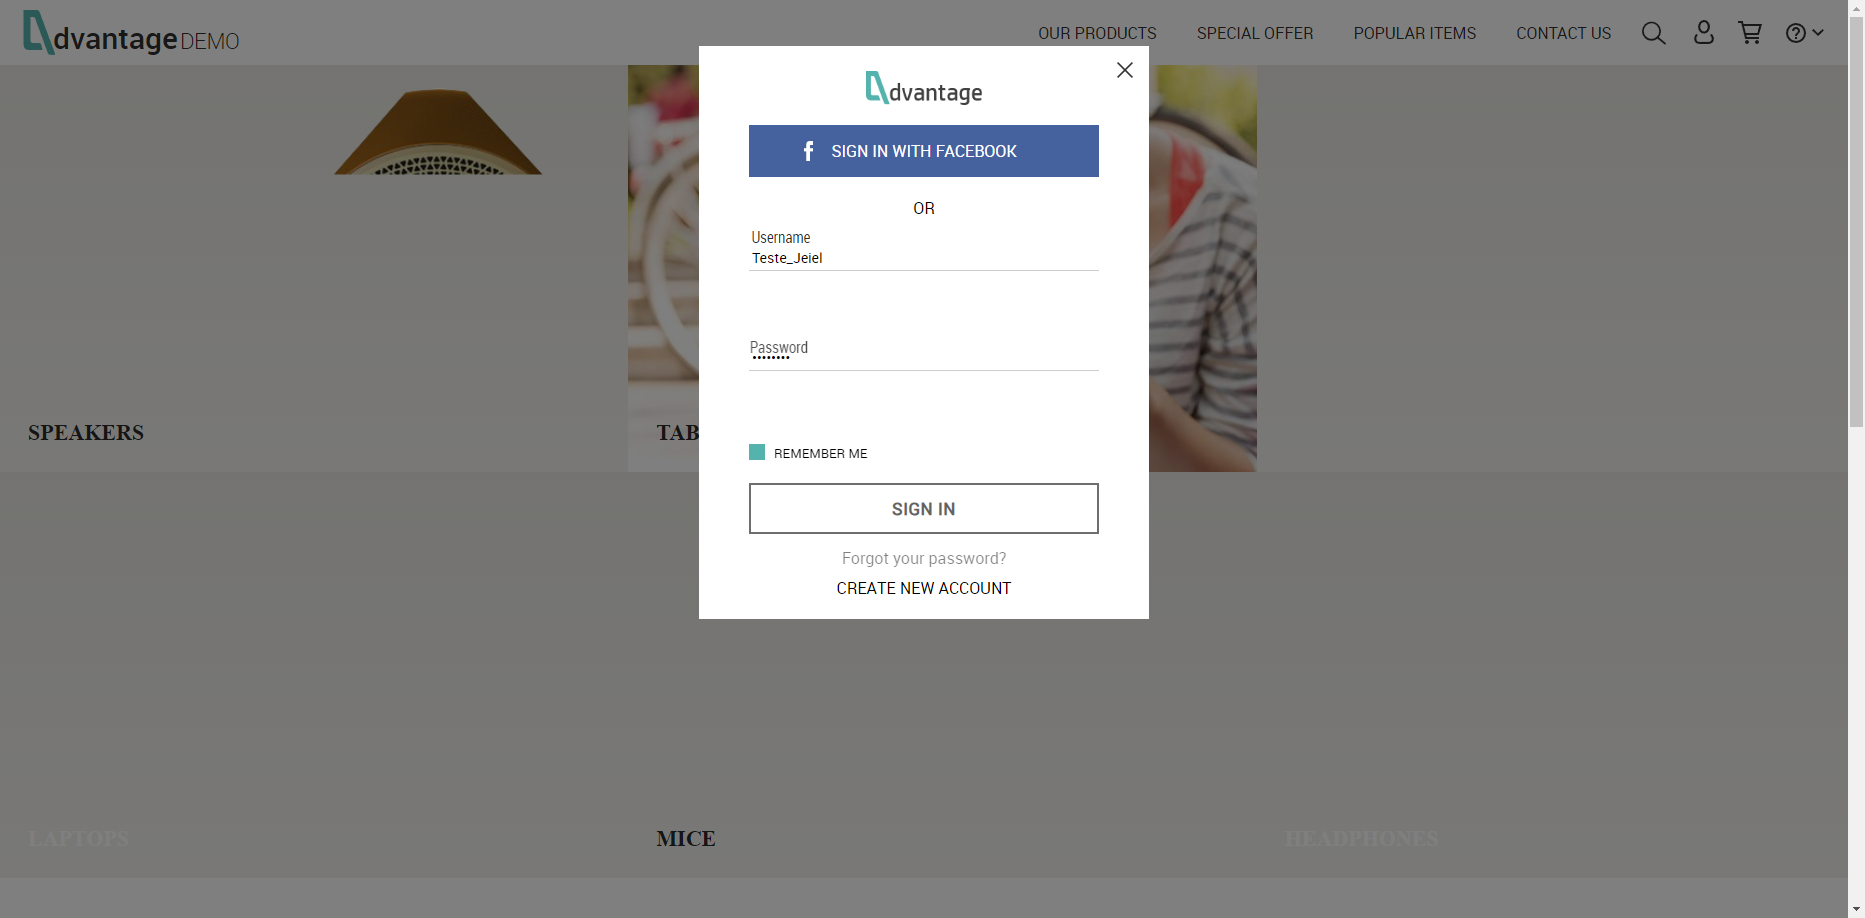 dvantage DEMO
OUR PRODUCTS
SPECIAL OFFER
POPULAR ITEMS
CONTACT US
dvantage
f SIGN IN WITH FACEBOOK
OR
Username
Teste_Jeiel
Password
••••••••
REMEMBER ME
SIGN IN
Forgot your password?
CREATE NEW ACCOUNT
SPEAKERS
TAB
LAPTOPS
MICE
HEADPHONES